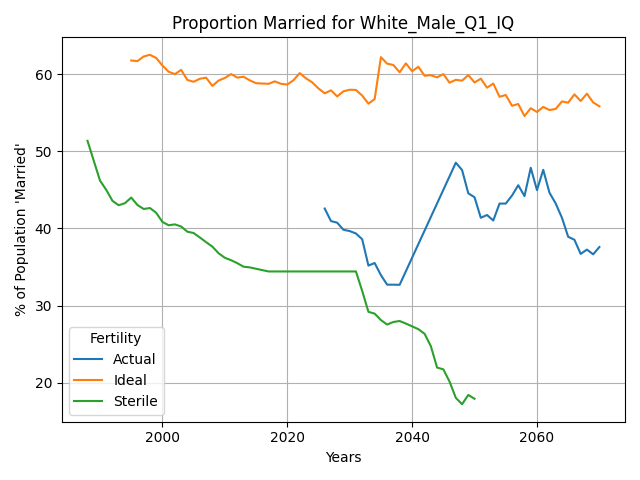 Proportion Married for White_Male_Q1_IQ
% of Population 'Married'
60
50
40
30
20
Fertility
Actual
Ideal
Sterile
2000 2020 2040 2060
Years